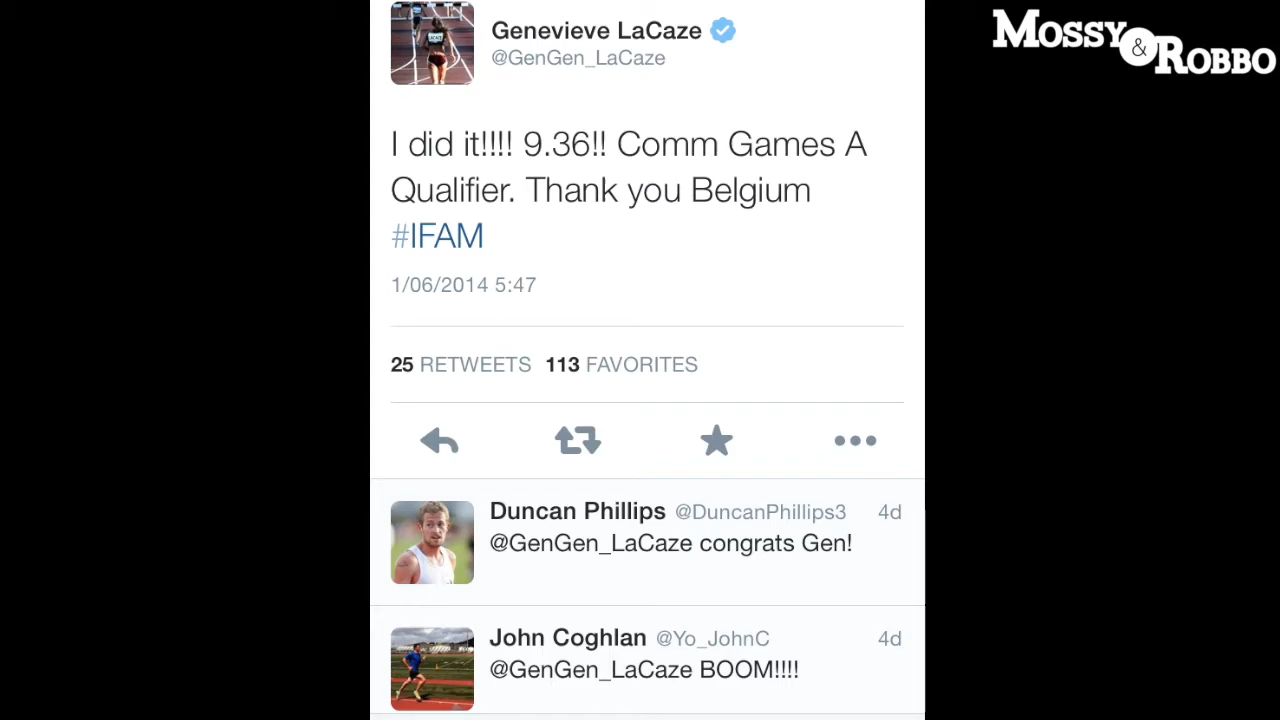 Genevieve LaCaze
@GenGen_LaCaze
MOSSY
&
ROBBO
I did it!!!! 9.36!! Comm Games A
Qualifier. Thank you Belgium
#IFAM
1/06/2014 5:47
25 RETWEETS 113 FAVORITES
Duncan Phillips @DuncanPhillips3 4d
@GenGen_LaCaze congrats Gen!
John Coghlan @Yo_JohnC 4d
@GenGen_LaCaze BOOM!!!!